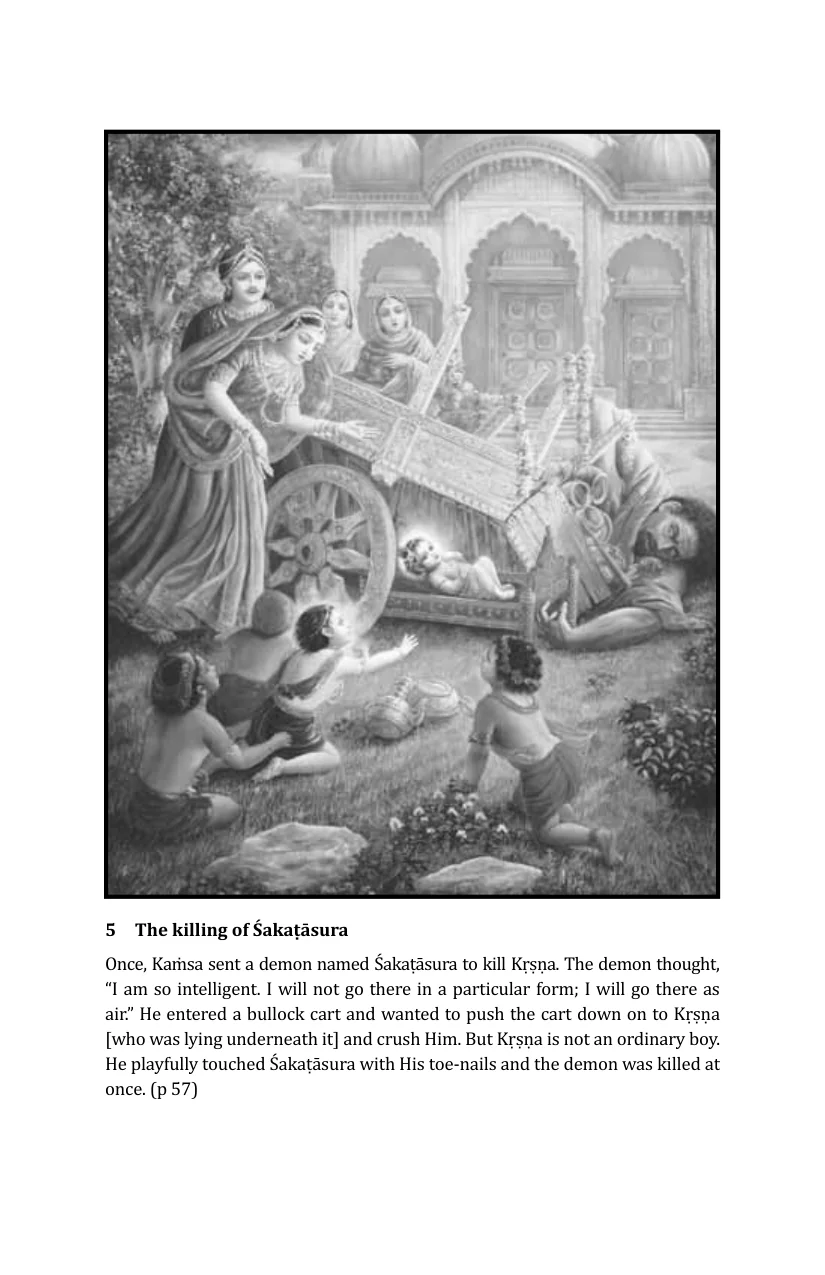 5 The killing of Śakaṭāsura
Once, Kaṁsa sent a demon named Śakaṭāsura to kill Kṛṣṇa. The demon thought,
“I am so intelligent. I will not go there in a particular form; I will go there as
air.” He entered a bullock cart and wanted to push the cart down on to Kṛṣṇa
[who was lying underneath it] and crush Him. But Kṛṣṇa is not an ordinary boy.
He playfully touched Śakaṭāsura with His toe-nails and the demon was killed at
once. (p 57)